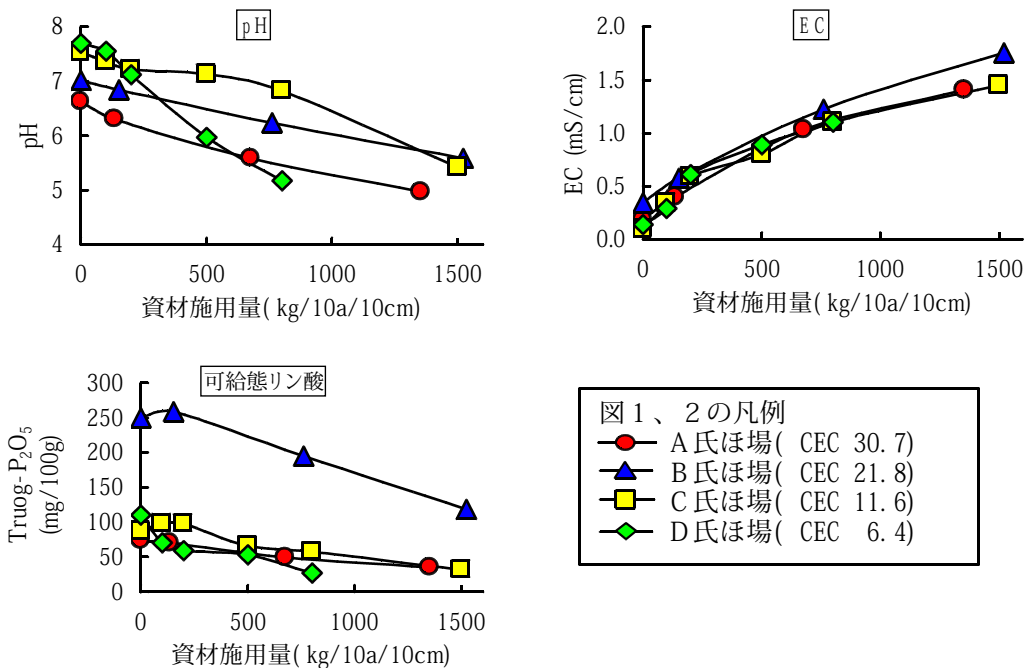 pH
8
7
6
5
4
pH
0 500 1000 1500
資材施用量( kg/10a/10cm)
EC
2.0
1.5
1.0
0.5
0.0
EC (mS/cm)
0 500 1000 1500
資材施用量( kg/10a/10cm)
可給態リン酸
300
250
200
150
100
50
0
Truog-P₂O₅
(mg/100g)
0 500 1000 1500
資材施用量( kg/10a/10cm)
図１、２の凡例
A氏ほ場( CEC 30.7)
B氏ほ場( CEC 21.8)
C氏ほ場( CEC 11.6)
D氏ほ場( CEC 6.4)